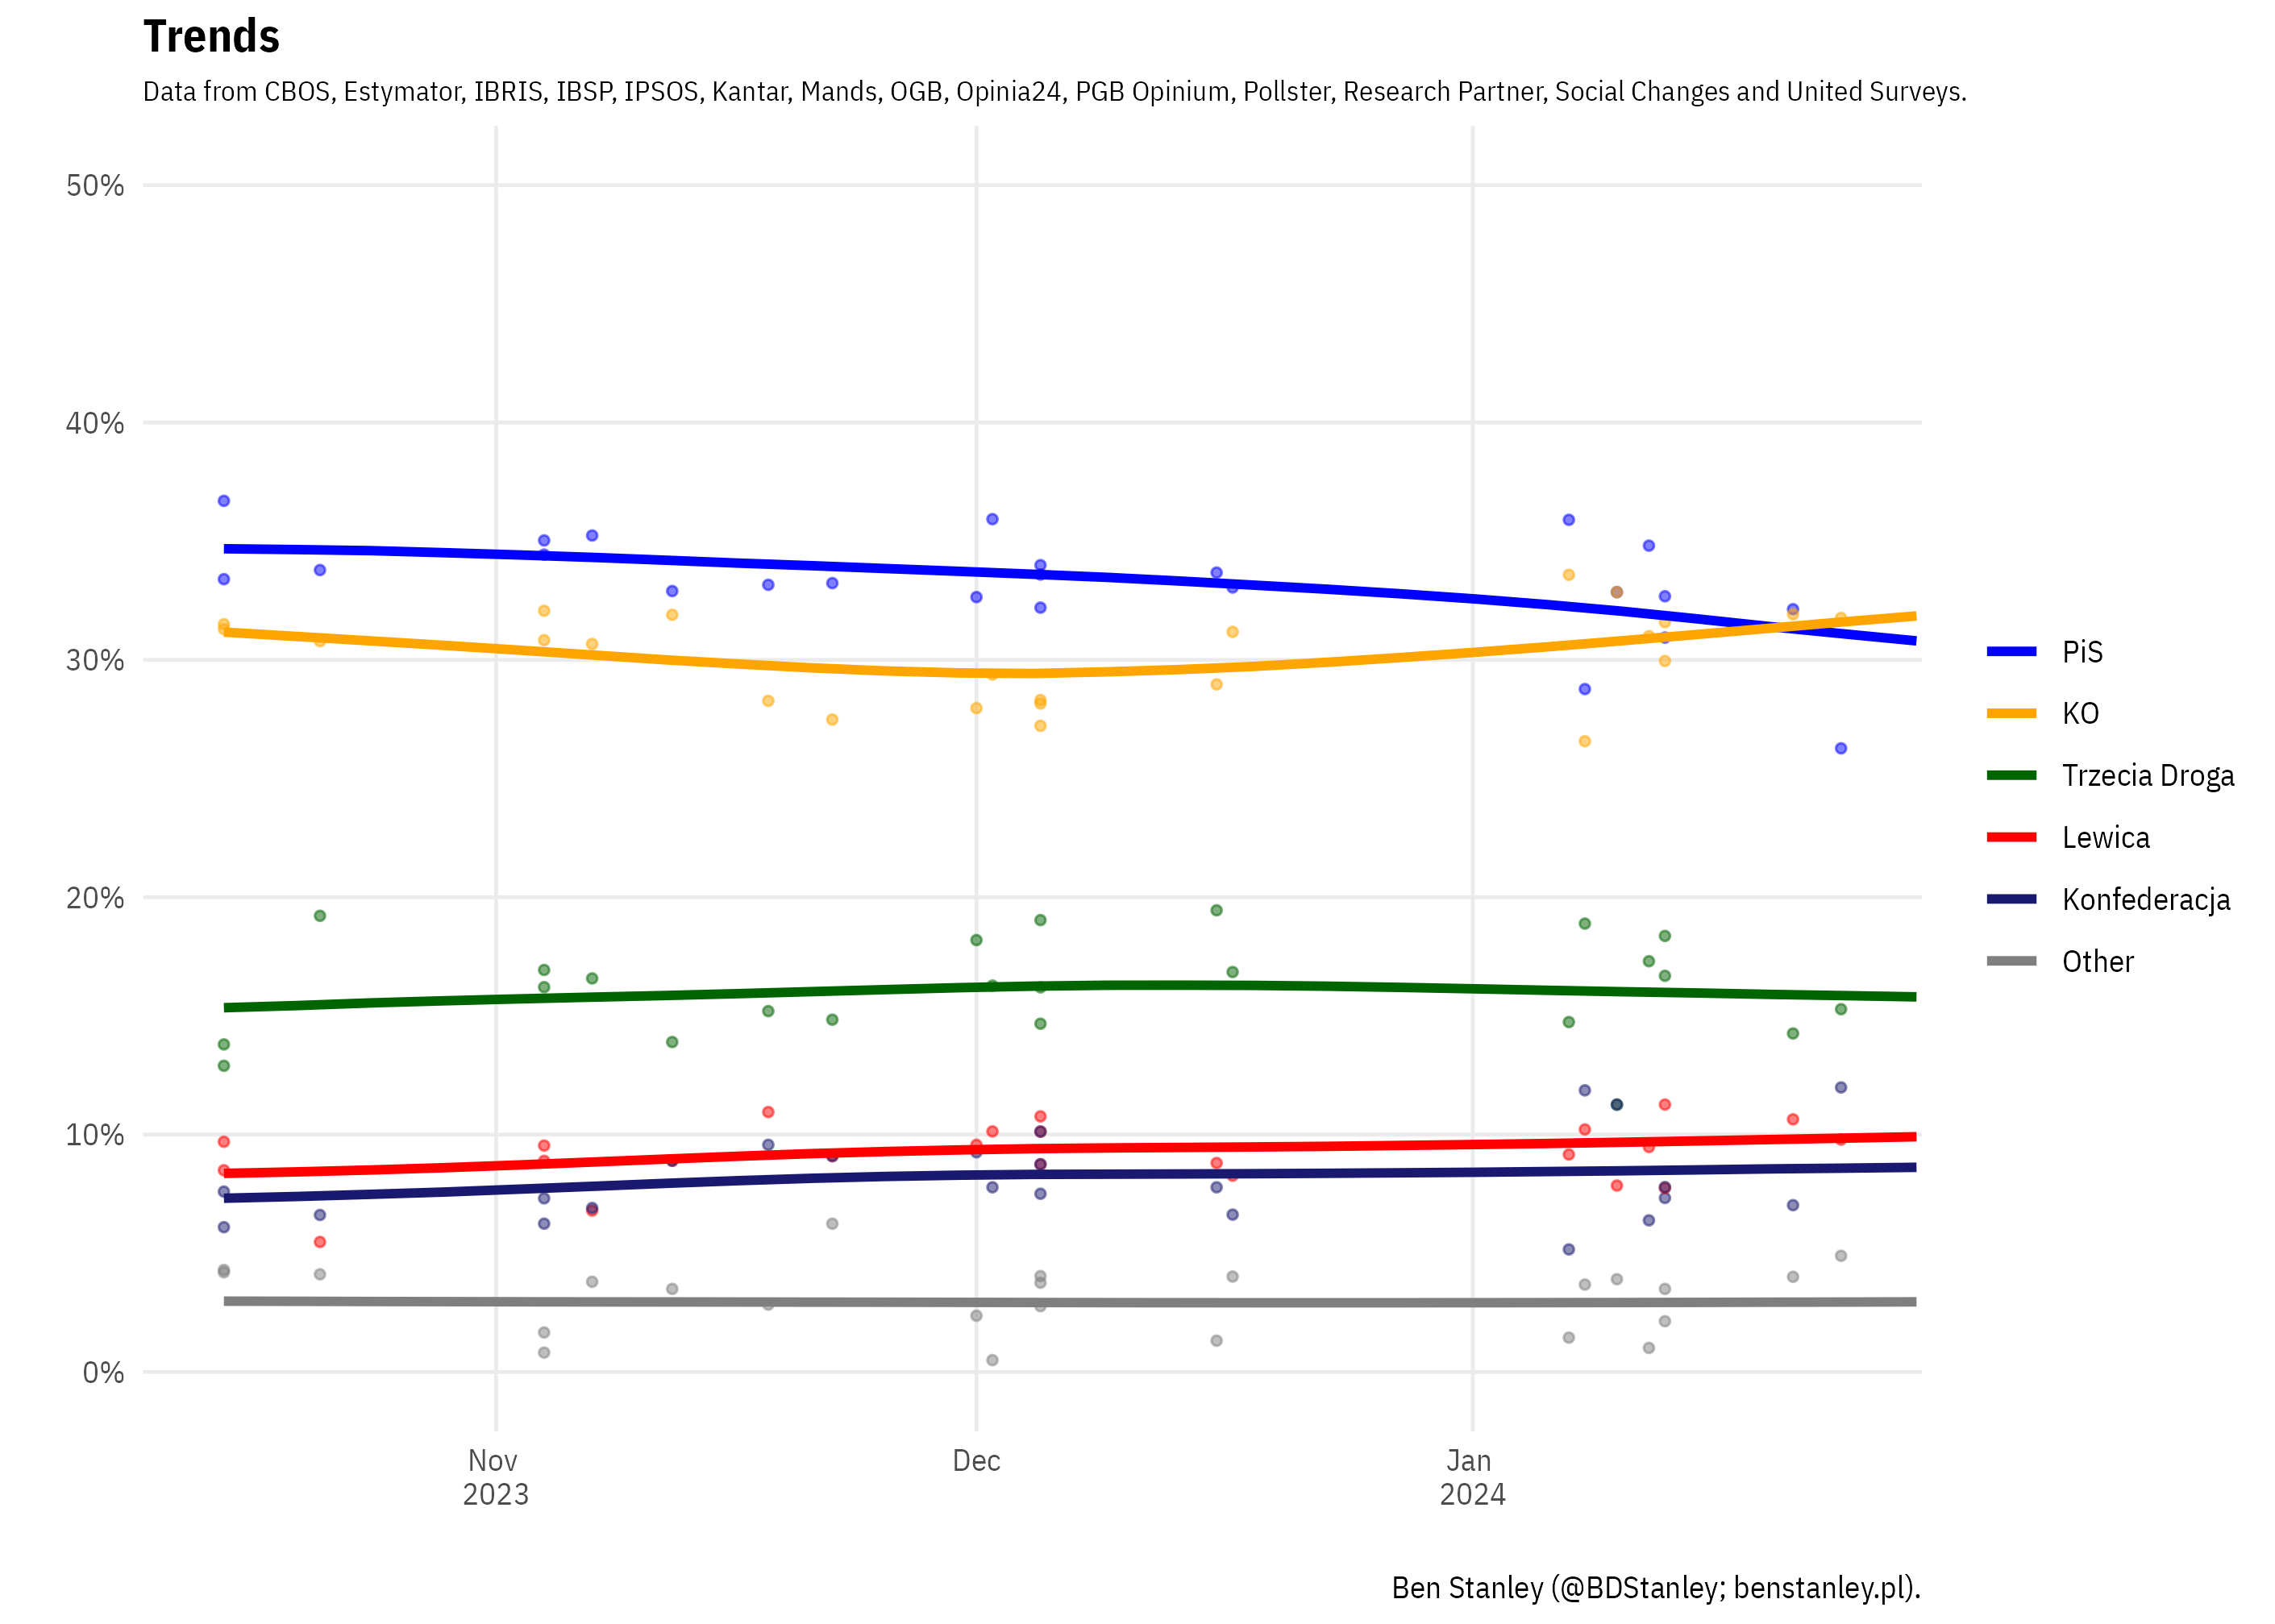 Trends
Data from CBOS, Estymator, IBRIS, IBSP, IPSOS, Kantar, Mands, OGB, Opinia24, PGB Opinium, Pollster, Research Partner, Social Changes and United Surveys.
50%
40%
30%
20%
10%
0%
Nov
2023
Dec
Jan
2024
PiS
KO
Trzecia Droga
Lewica
Konfederacja
Other
Ben Stanley (@BDStanley; benstanley.pl).